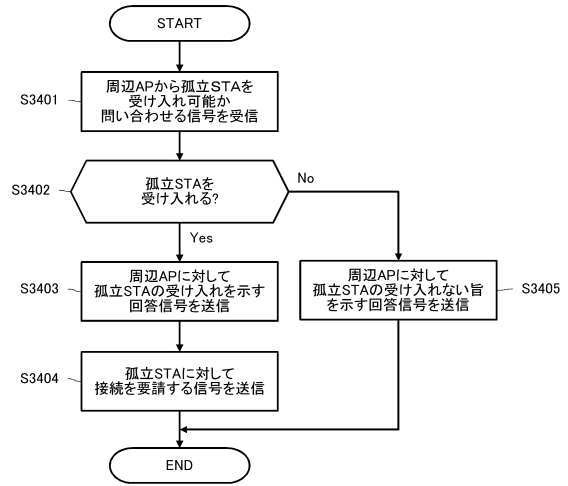 START
S3401
周辺APから孤立STAを
受け入れ可能か
問い合わせる信号を受信
S3402
孤立STAを
受け入れる?
No
Yes
S3403
周辺APに対して
孤立STAの受け入れを示す
回答信号を送信
周辺APに対して
孤立STAの受け入れない旨
を示す回答信号を送信
S3405
S3404
孤立STAに対して
接続を要請する信号を送信
END